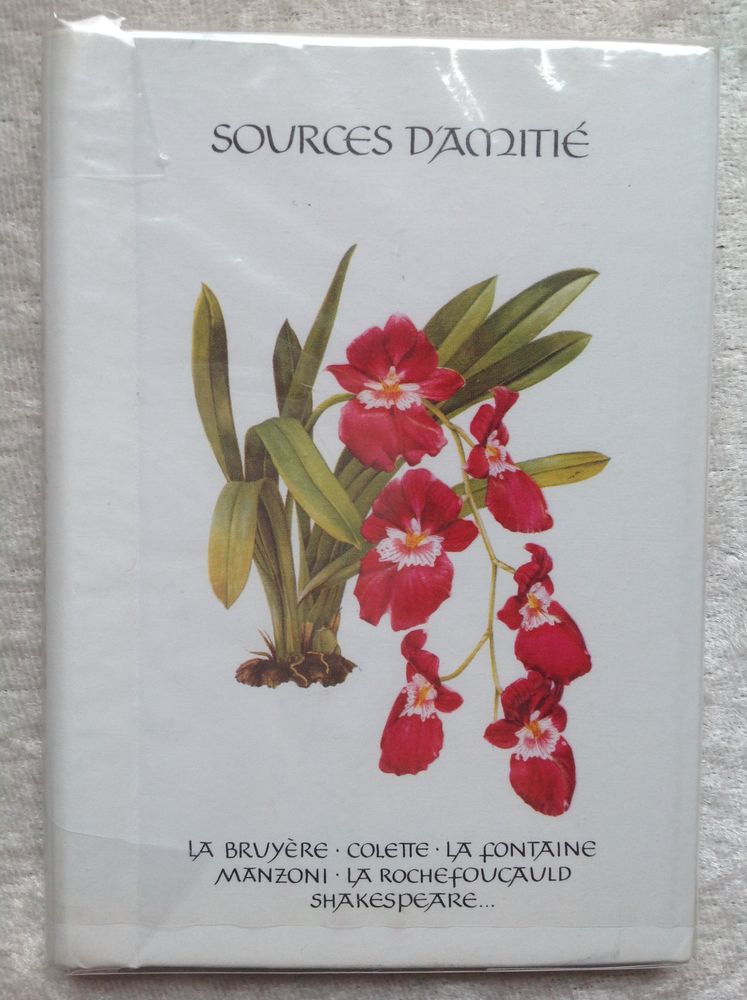 SOURCES D'AMITIÉ
LA BRUYÈRE · COLETTE · LA FONTAINE
MANZONI · LA ROCHEFOUCAULD
SHAKESPEARE...